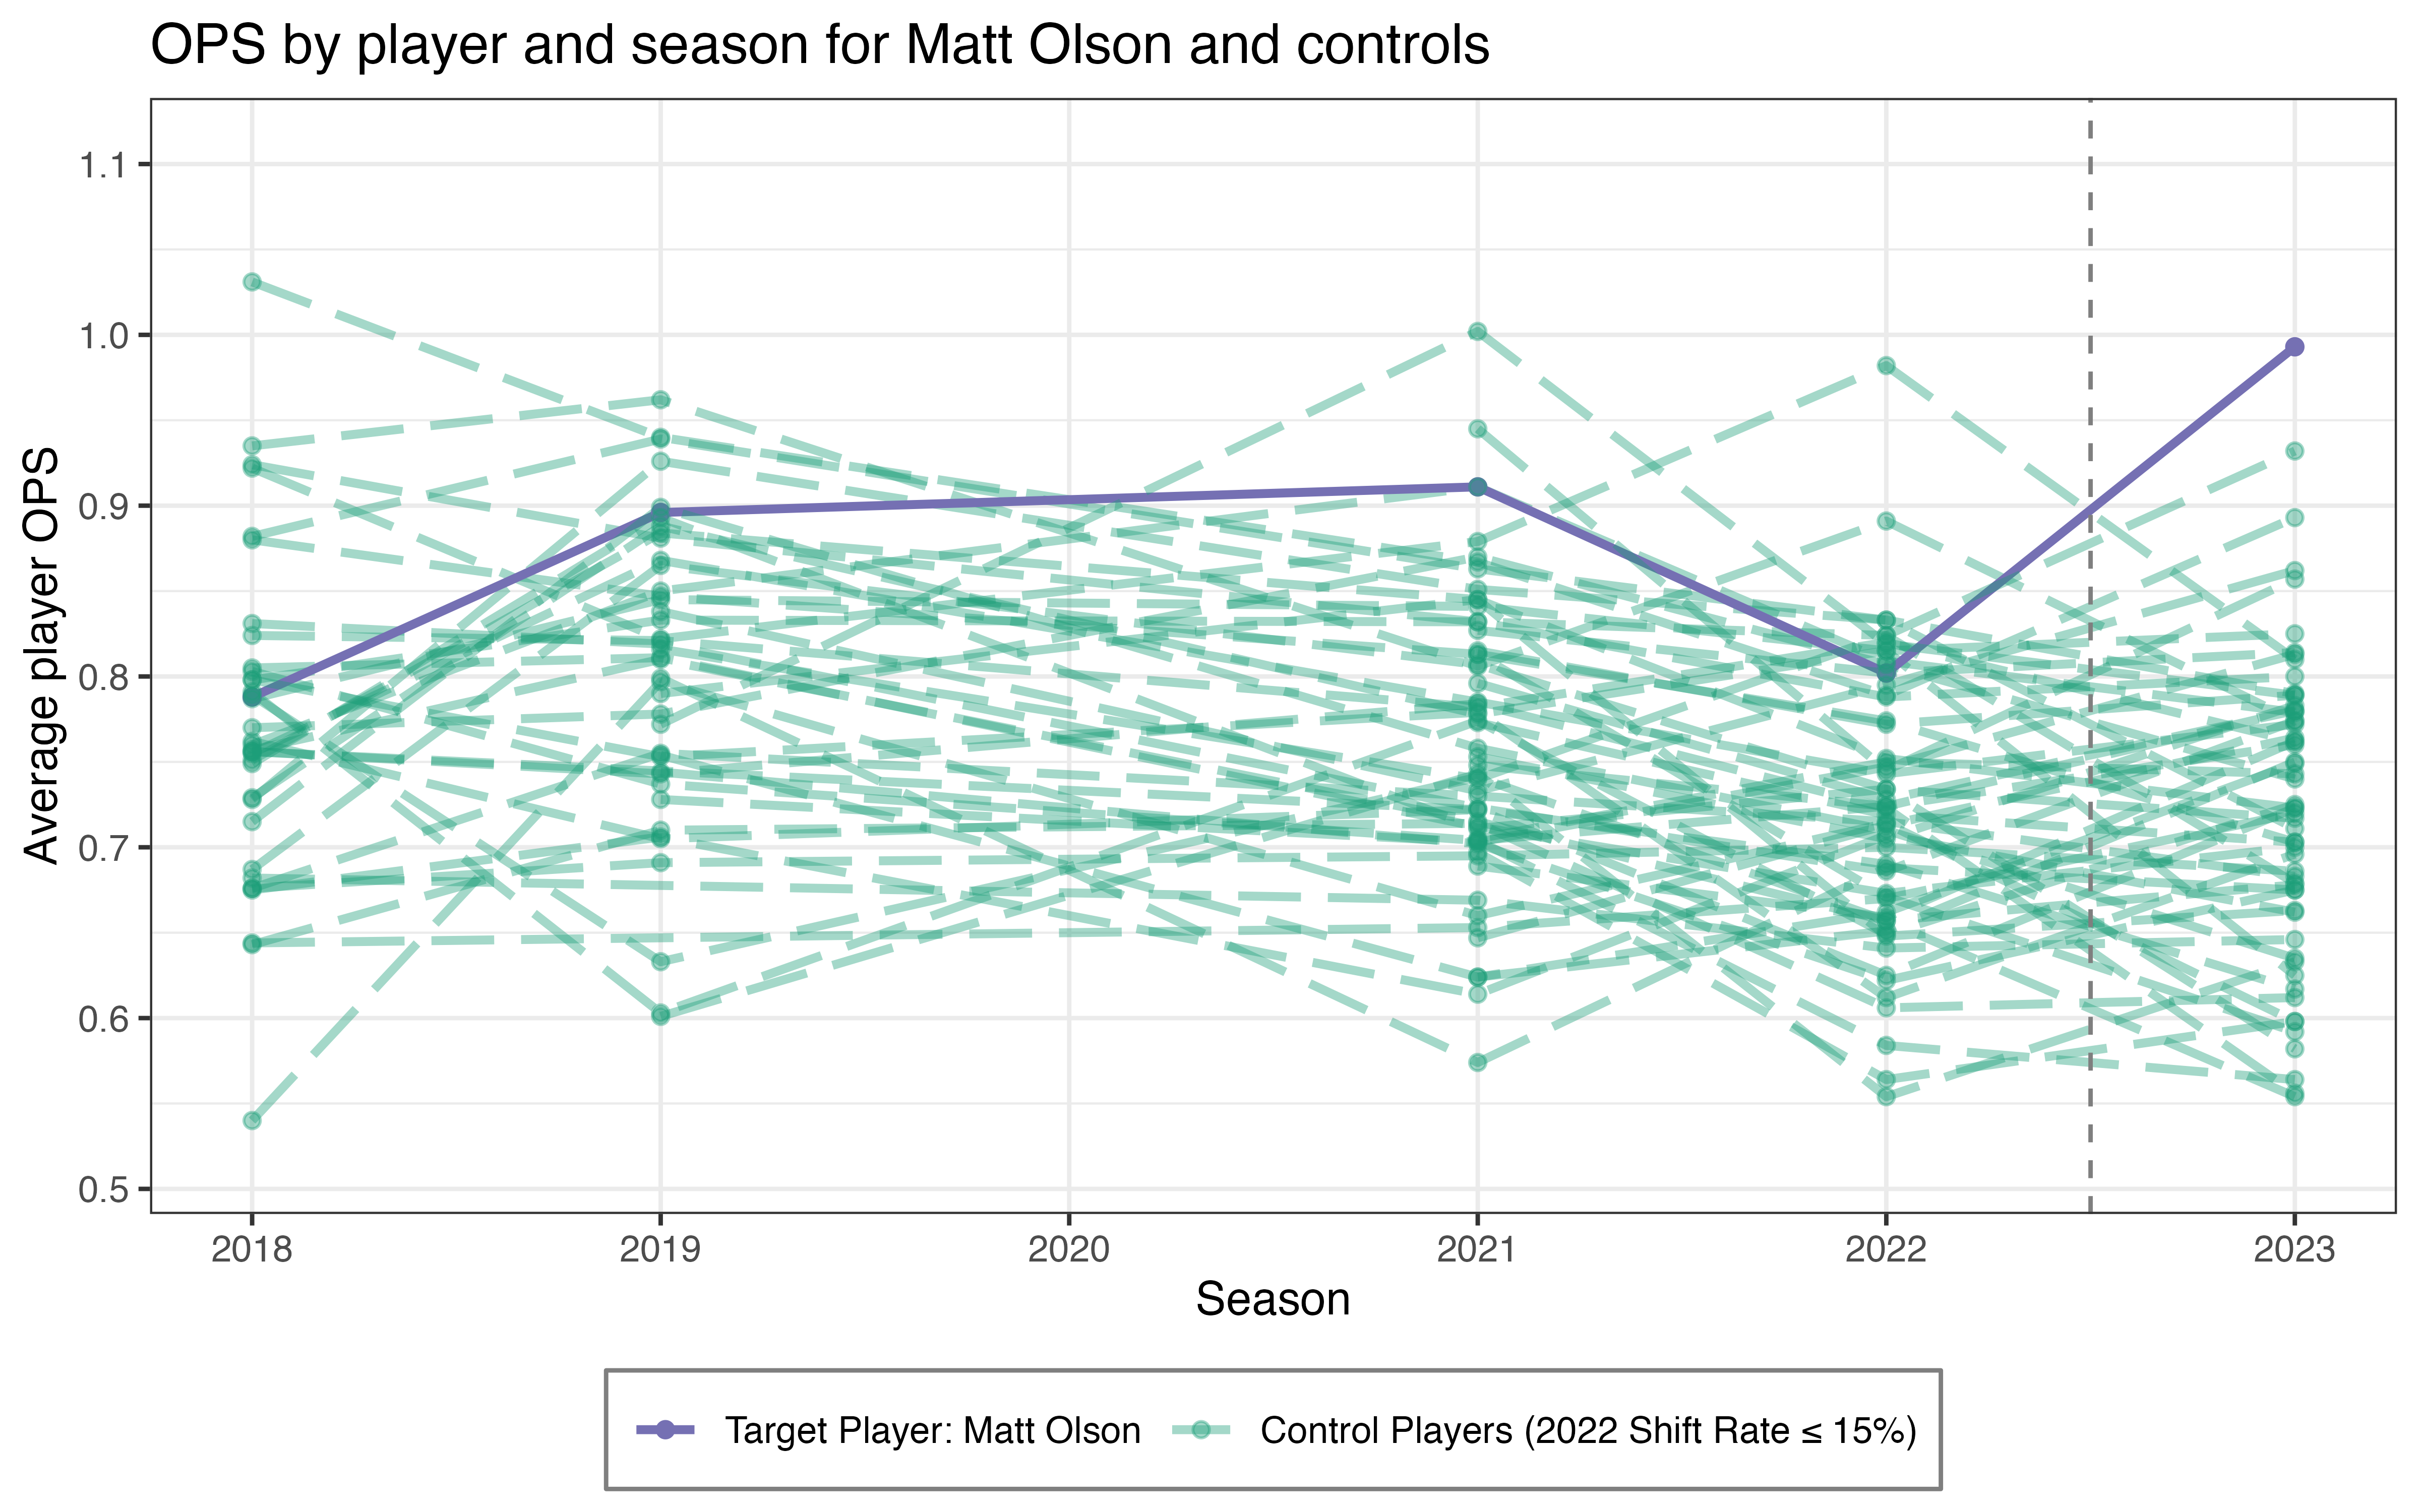 OPS by player and season for Matt Olson and controls
Average player OPS
1.1
1.0
0.9
0.8
0.7
0.6
0.5
2018 2019 2020 2021 2022 2023
Season
Target Player: Matt Olson Control Players (2022 Shift Rate ≤ 15%)